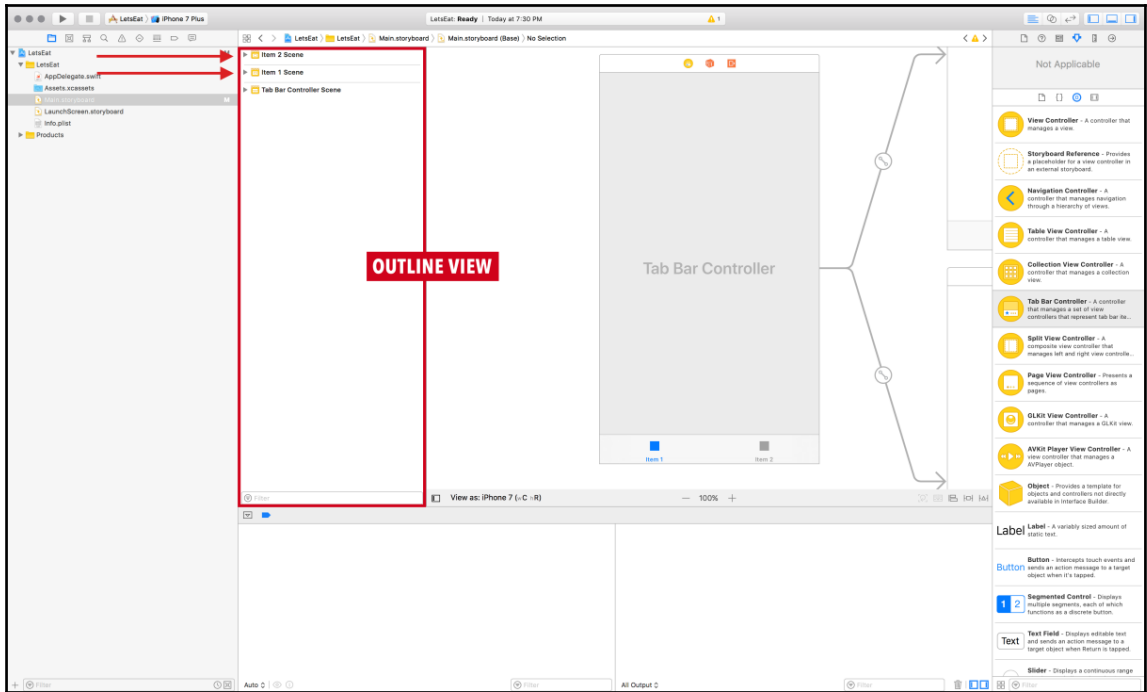 LetsEat
iPhone 7 Plus
LetsEat: Ready | Today at 7:30 PM
1
LetsEat
LetsEat
Main.storyboard
Main.storyboard (Base)
No Selection
LetsEat
M
LetsEat
AppDelegate.swift
Assets.xcassets
Main.storyboard
M
LaunchScreen.storyboard
Info.plist
Products
Item 2 Scene
Item 1 Scene
Tab Bar Controller Scene
OUTLINE VIEW
Tab Bar Controller
Item 1
Item 2
Filter
View as: iPhone 7 (wC hR)
100%
Not Applicable
View Controller - A controller that
manages a view.
Storyboard Reference - Provides
a placeholder for a view controller in
an external storyboard.
Navigation Controller - A
controller that manages navigation
through a hierarchy of views.
Table View Controller - A
controller that manages a table view.
Collection View Controller - A
controller that manages a collection
view.
Tab Bar Controller - A controller
that manages a set of view
controllers that represent tab bar ite...
Split View Controller - A
composite view controller that
manages left and right view controlle...
Page View Controller - Presents a
sequence of view controllers as
pages.
GLKit View Controller - A
controller that manages a GLKit view.
AVKit Player View Controller - A
view controller that manages a
AVPlayer object.
Object - Provides a template for
objects and controllers not directly
available in Interface Builder.
Label
Label - A variably sized amount of
static text.
Button
Button - Intercepts touch events and
sends an action message to a target
object when it's tapped.
1 2
Segmented Control - Displays
multiple segments, each of which
functions as a discrete button.
Text
Text Field - Displays editable text
and sends an action message to a
target object when Return is tapped.
Slider - Displays a continuous range
Filter
Auto
Filter
All Output
Filter
Filter